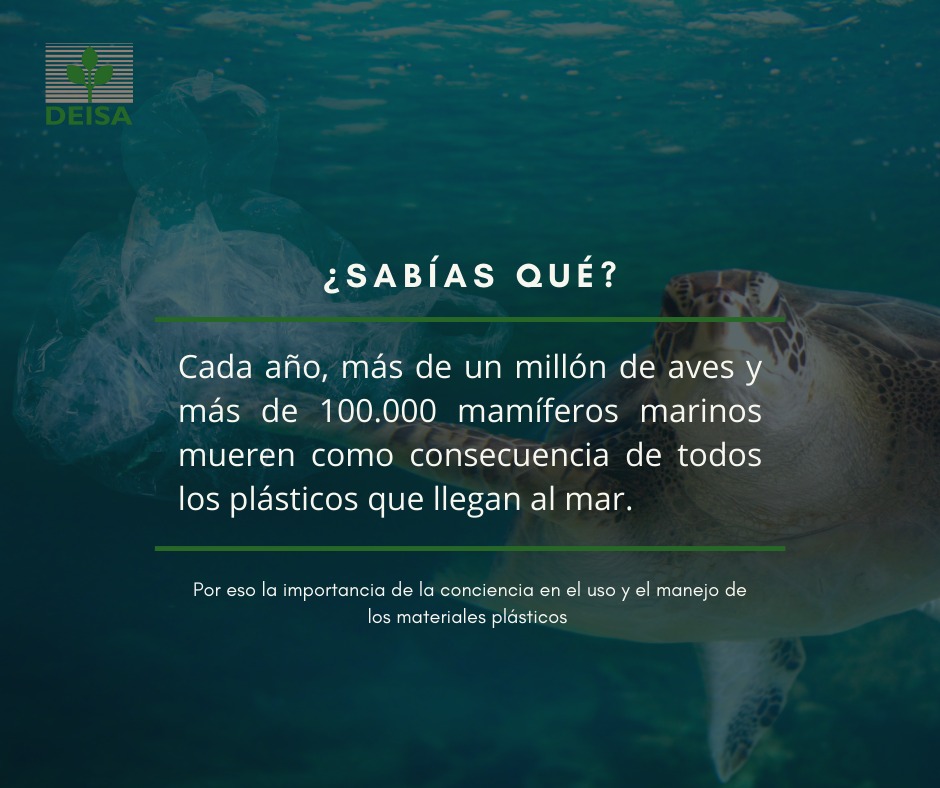 DEISA
¿SABÍAS QUÉ?
Cada año, más de un millón de aves y
más de 100.000 mamíferos marinos
mueren como consecuencia de todos
los plásticos que llegan al mar.
Por eso la importancia de la conciencia en el uso y el manejo de
los materiales plásticos